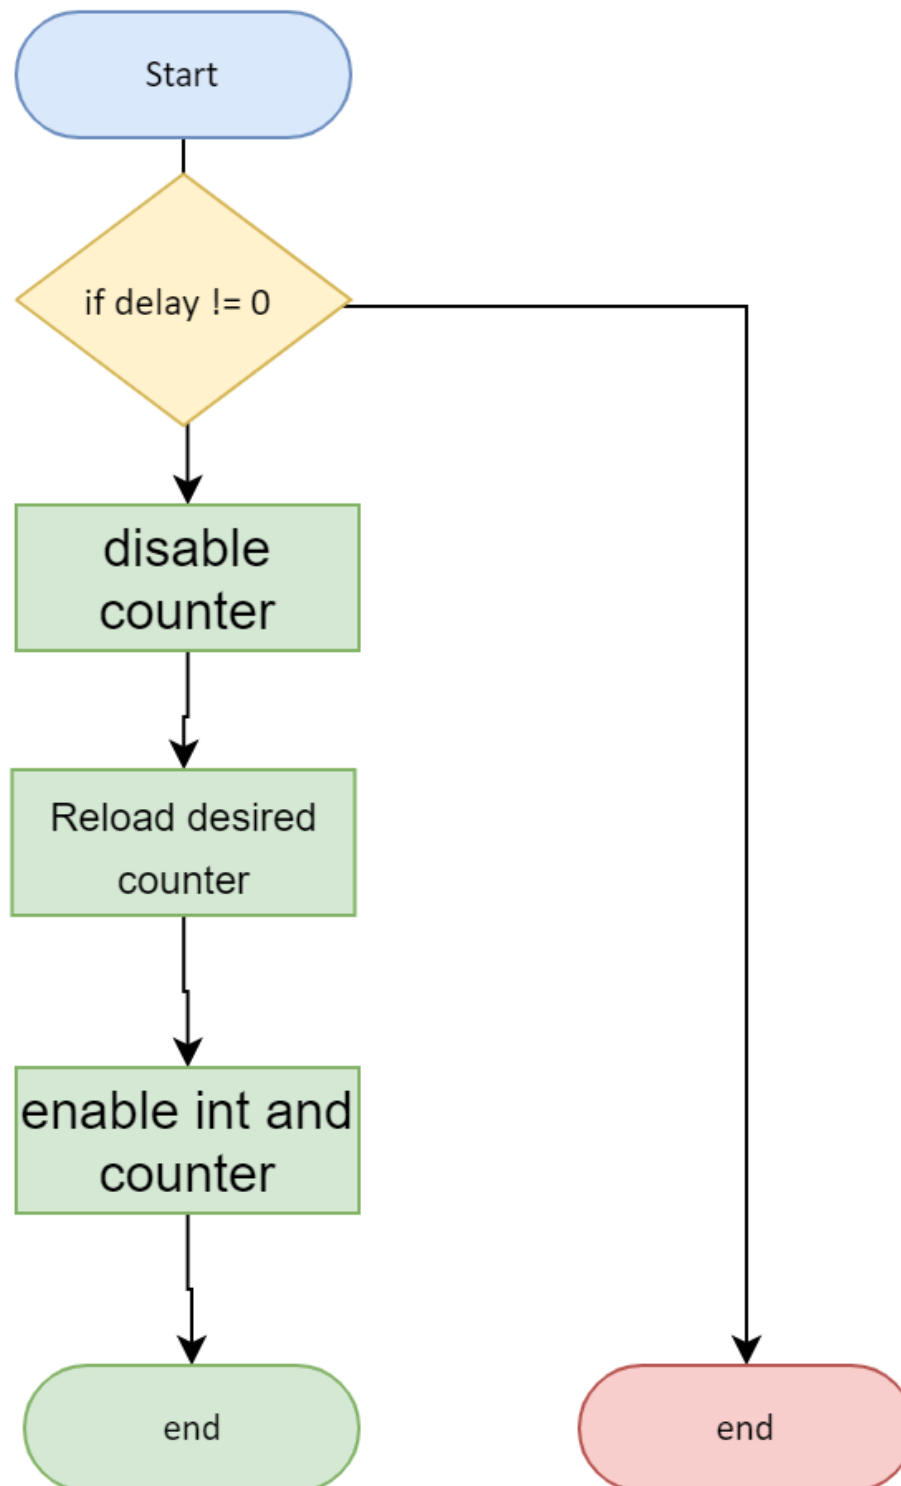 Start
if delay != 0
disable
counter
Reload desired
counter
enable int and
counter
end
end